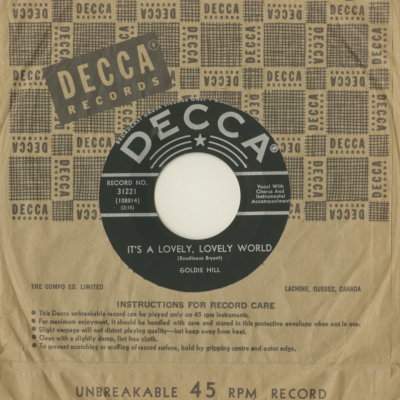 DECCA
RECORDS
DECCA
RECORD NO.
31221
(108814)
(2:16)
Vocal With
Chorus And
Instrumental
Accompaniment
IT'S A LOVELY, LOVELY WORLD
(Boudleaux Bryant)
GOLDIE HILL
THE COMPO CO. LIMITED
LACHINE, QUEBEC, CANADA
INSTRUCTIONS FOR RECORD CARE
● This Decca unbreakable record can be played only on 45 rpm instruments.
● For maximum enjoyment, it should be handled with care and stored in this protective envelope when not in use.
● Slight warpage will not distort playing quality—but keep away from heat.
● Clean with a slightly damp, lint free cloth.
● To prevent scratching or scuffing of record surface, hold by gripping centre and outer edge.
UNBREAKABLE 45 RPM RECORD